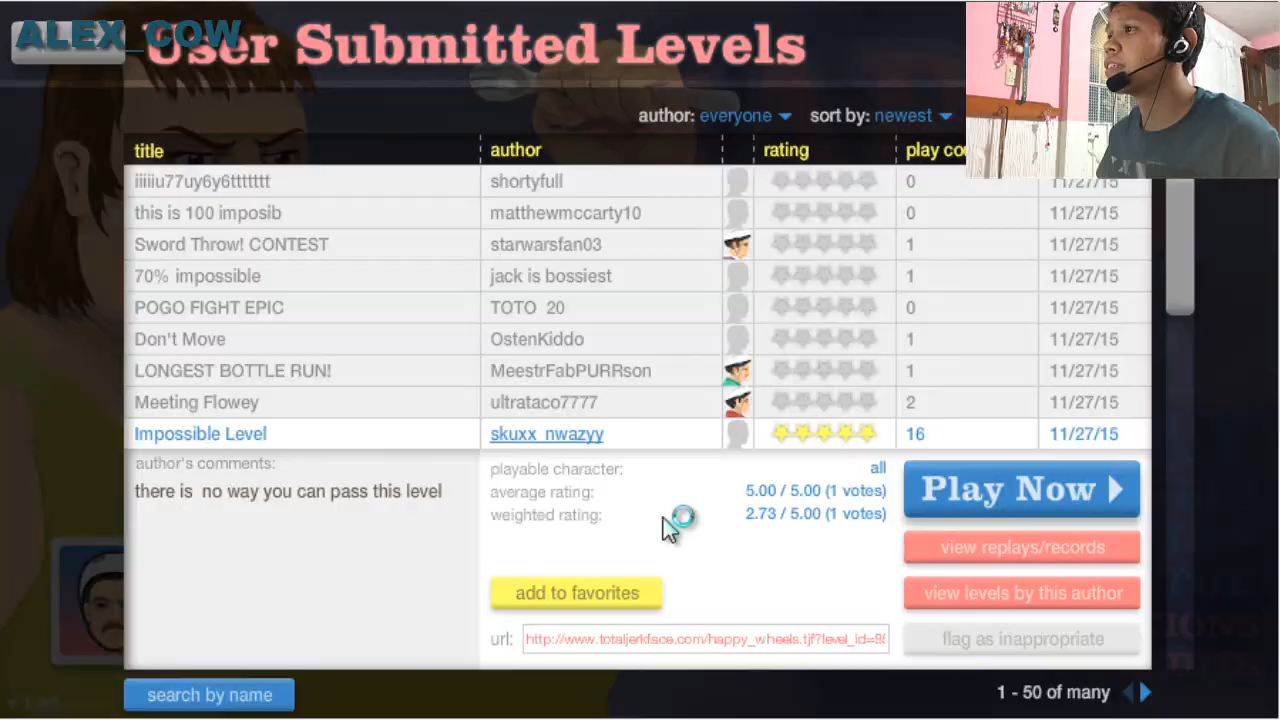 ALEX_COW
User Submitted Levels
author: everyone sort by: newest
title author rating play co
iiiiiu77uy6y6ttttttt shortyfull 0 11/27/15
this is 100 imposib matthewmccarty10 0 11/27/15
Sword Throw! CONTEST starwarsfan03 1 11/27/15
70% impossible jack is bossiest 1 11/27/15
POGO FIGHT EPIC TOTO 20 0 11/27/15
Don't Move OstenKiddo 1 11/27/15
LONGEST BOTTLE RUN! MeestrFabPURRson 1 11/27/15
Meeting Flowey ultrataco7777 2 11/27/15
Impossible Level skuxx nwazyy 16 11/27/15
author's comments:
there is no way you can pass this level
playable character: all
average rating: 5.00 / 5.00 (1 votes)
weighted rating: 2.73 / 5.00 (1 votes)
Play Now
view replays/records
add to favorites
view levels by this author
url: http://www.totaljerkface.com/happy_wheels.tjf?level_id=8
flag as inappropriate
search by name
1 - 50 of many